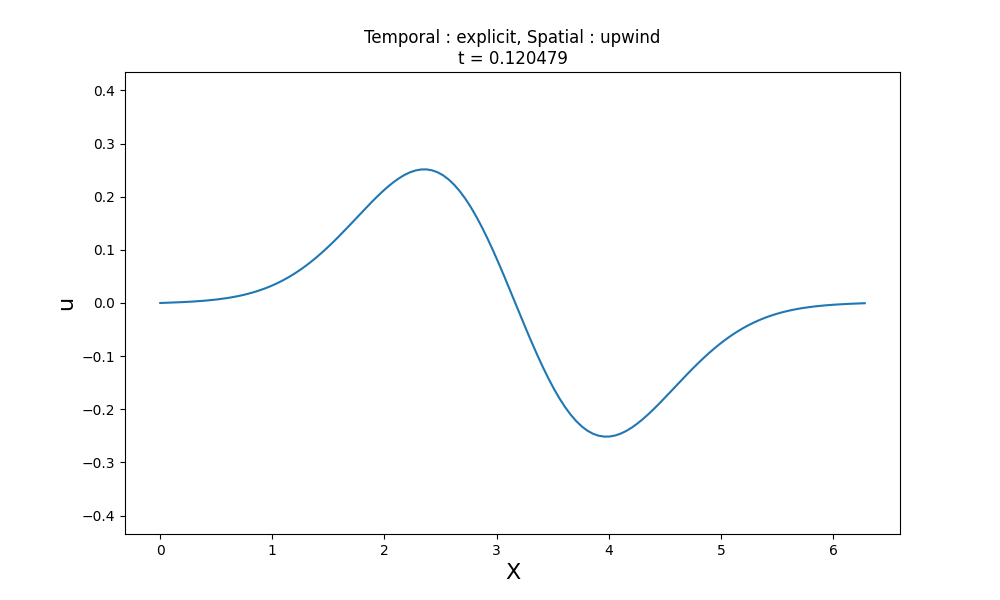 Temporal : explicit, Spatial : upwind
t = 0.120479
0.4
0.3
0.2
0.1
0.0
−0.1
−0.2
−0.3
−0.4
u
0 1 2 3 4 5 6
X